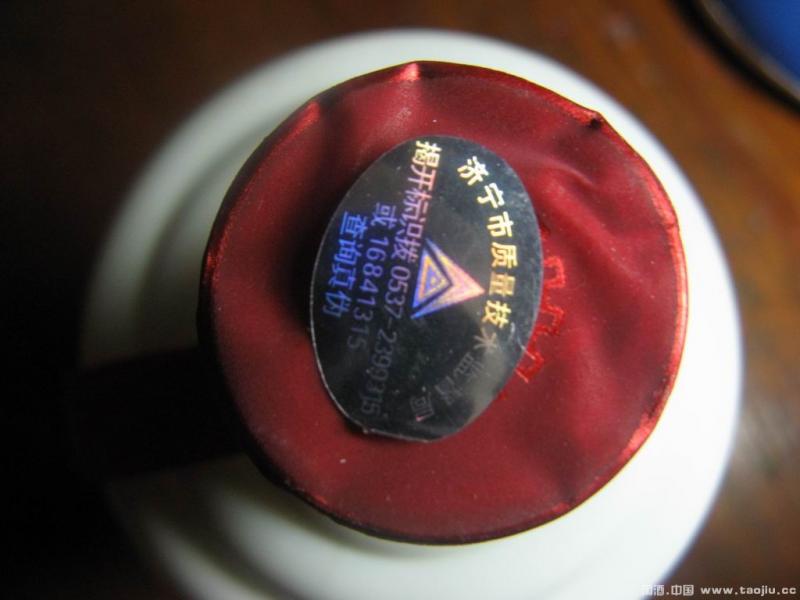 济宁市质量技术监督局
揭开标识拨 0537-2399315
或 16841315
查询真伪
淘酒.中国 www.taojiu.cc